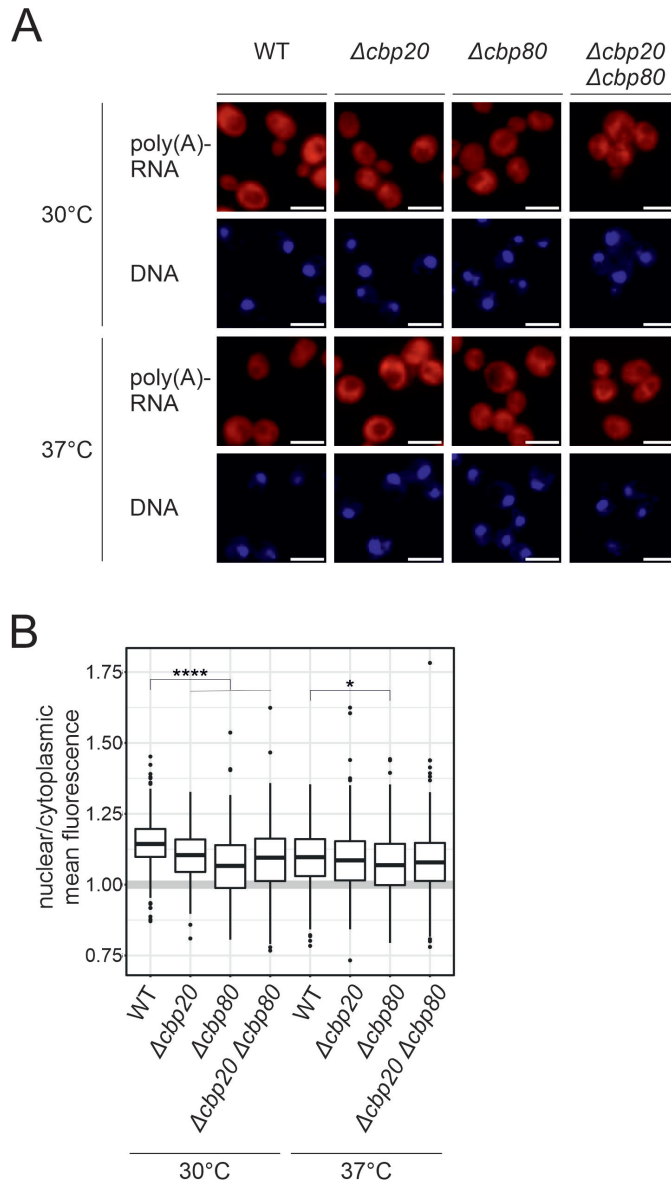 A
WT Δcbp20 Δcbp80 Δcbp20
Δcbp80
30°C
poly(A)-
RNA
DNA
37°C
poly(A)-
RNA
DNA
B
nuclear/cytoplasmic
mean fluorescence
1.75
1.50
1.25
1.00
0.75
**** *
WT Δcbp20 Δcbp80 Δcbp20 Δcbp80 WT Δcbp20 Δcbp80 Δcbp20 Δcbp80
30°C 37°C